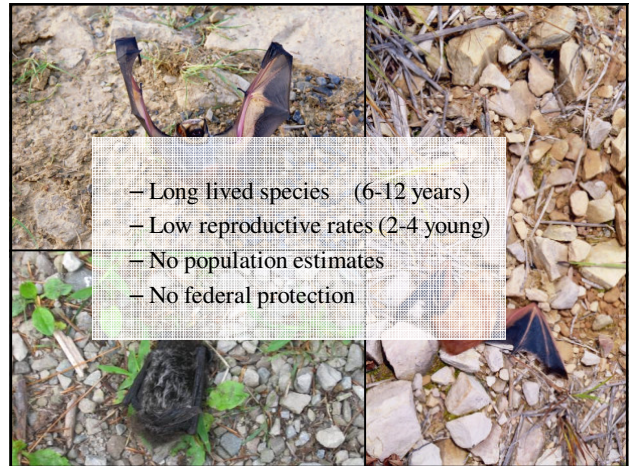 – Long lived species (6-12 years)
– Low reproductive rates (2-4 young)
– No population estimates
– No federal protection